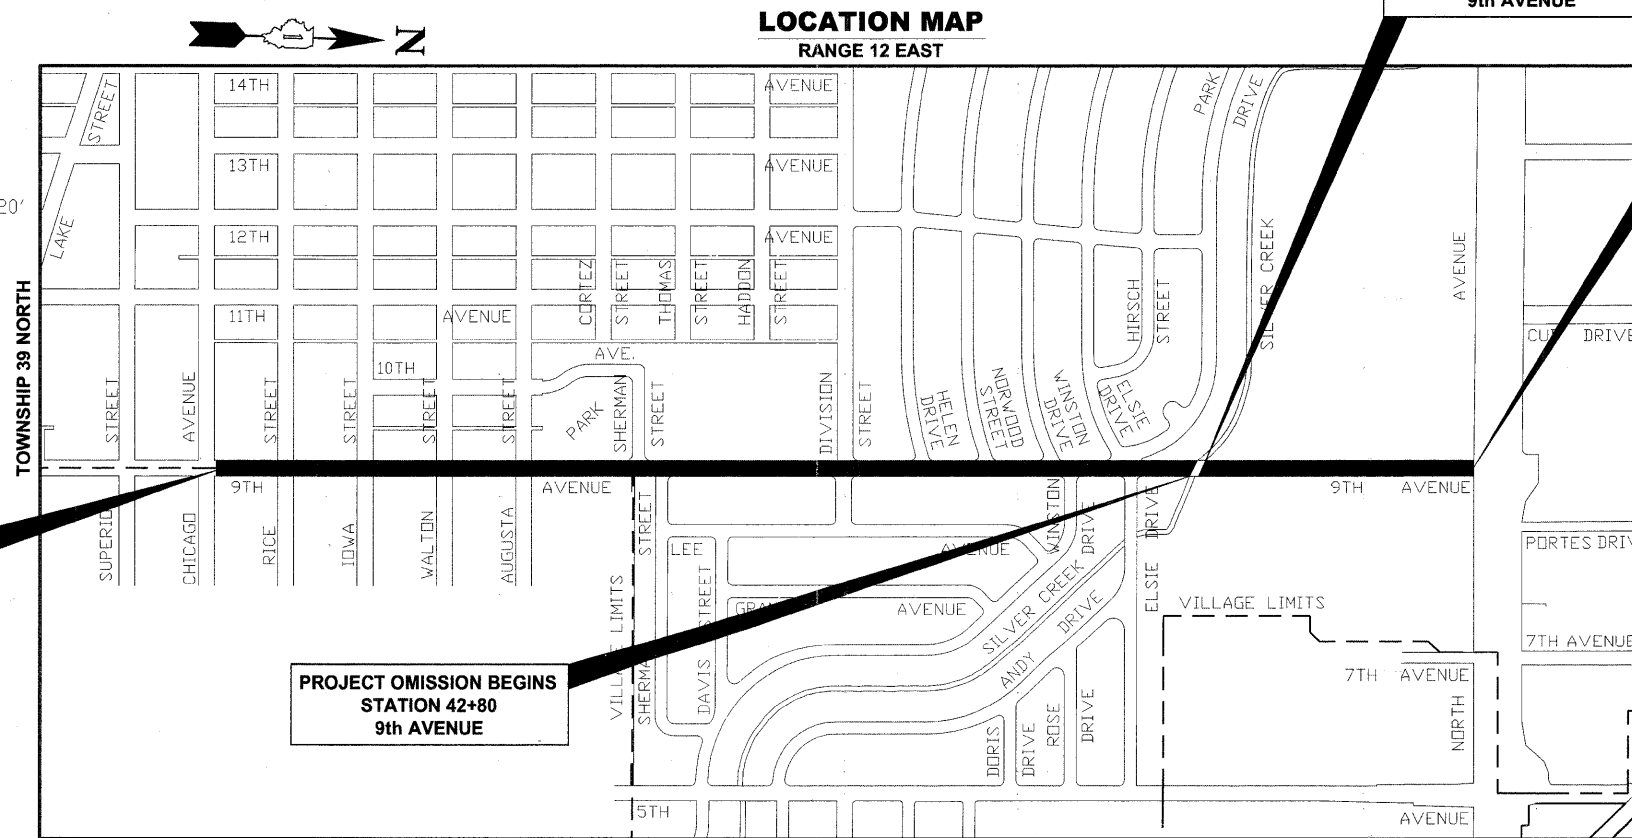 9th AVENUE
LOCATION MAP
RANGE 12 EAST
N
TOWNSHIP 39 NORTH
20'
14TH AVENUE
13TH AVENUE
12TH AVENUE
11TH AVENUE
10TH AVE.
LAKE STREET
PARK DRIVE
SILVER CREEK
AVENUE
CORTEZ STREET
THOMAS STREET
HADDON STREET
HIRSCH STREET
DRIVE
STREET
AVENUE
STREET
STREET
STREET
STREET
PARK
SHERMAN STREET
DIVISION STREET
HELEN DRIVE
NORWOOD STREET
WINSTON DRIVE
ELSIE DRIVE
9TH AVENUE
9TH AVENUE
CHICAGO
RICE
IOWA
WALTON
AUGUSTA
STREET
LEE AVENUE
WINSTON DRIVE
ELSIE DRIVE
PORTES
AVENUE
SILVER CREEK
ANDY DRIVE
VILLAGE LIMITS
VILLAGE LIMITS
DAVIS STREET
7TH AVENUE
7TH AVENUE
PROJECT OMISSION BEGINS
STATION 42+80
9th AVENUE
DORIS DRIVE
ROSE DRIVE
NORTH
5TH
AVENUE